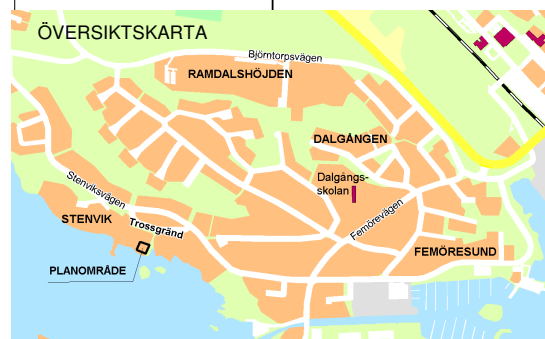 ÖVERSIKTSKARTA
Björntorpsvägen
RAMDALSHÖJDEN
DALGÅNGEN
Dalgångs-
skolan
Stenviksvägen
STENVIK
Trossgränd
Femörevägen
FEMÖRESUND
PLANOMRÅDE